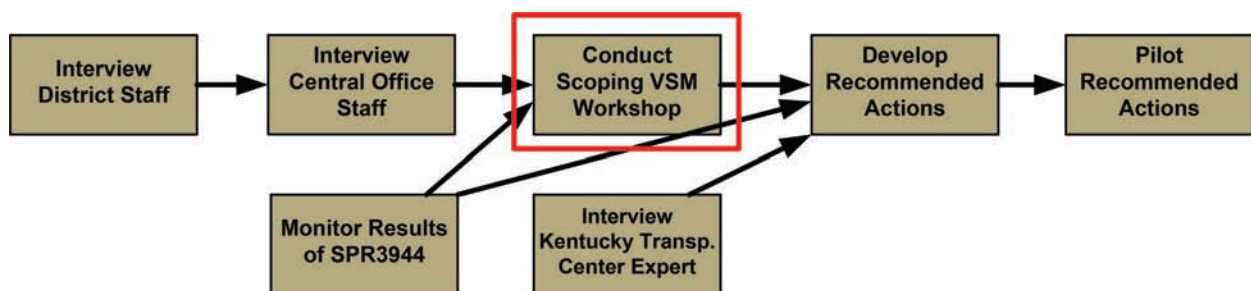 Interview
District Staff
Interview
Central Office
Staff
Conduct
Scoping VSM
Workshop
Develop
Recommended
Actions
Pilot
Recommended
Actions
Monitor Results
of SPR3944
Interview
Kentucky Transp.
Center Expert